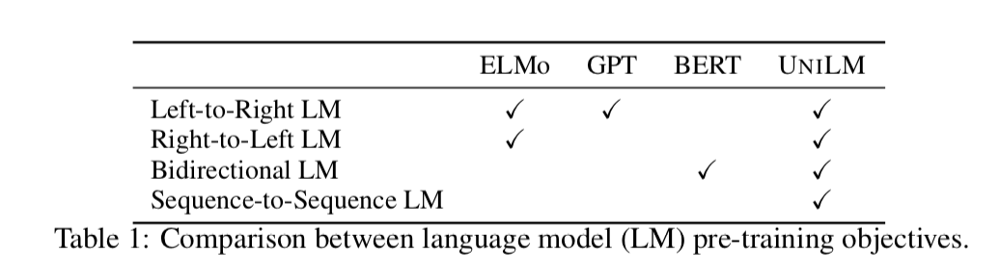 ELMo GPT BERT UNILM
Left-to-Right LM ✓ ✓ ✓
Right-to-Left LM ✓ ✓
Bidirectional LM ✓ ✓
Sequence-to-Sequence LM ✓
Table 1: Comparison between language model (LM) pre-training objectives.